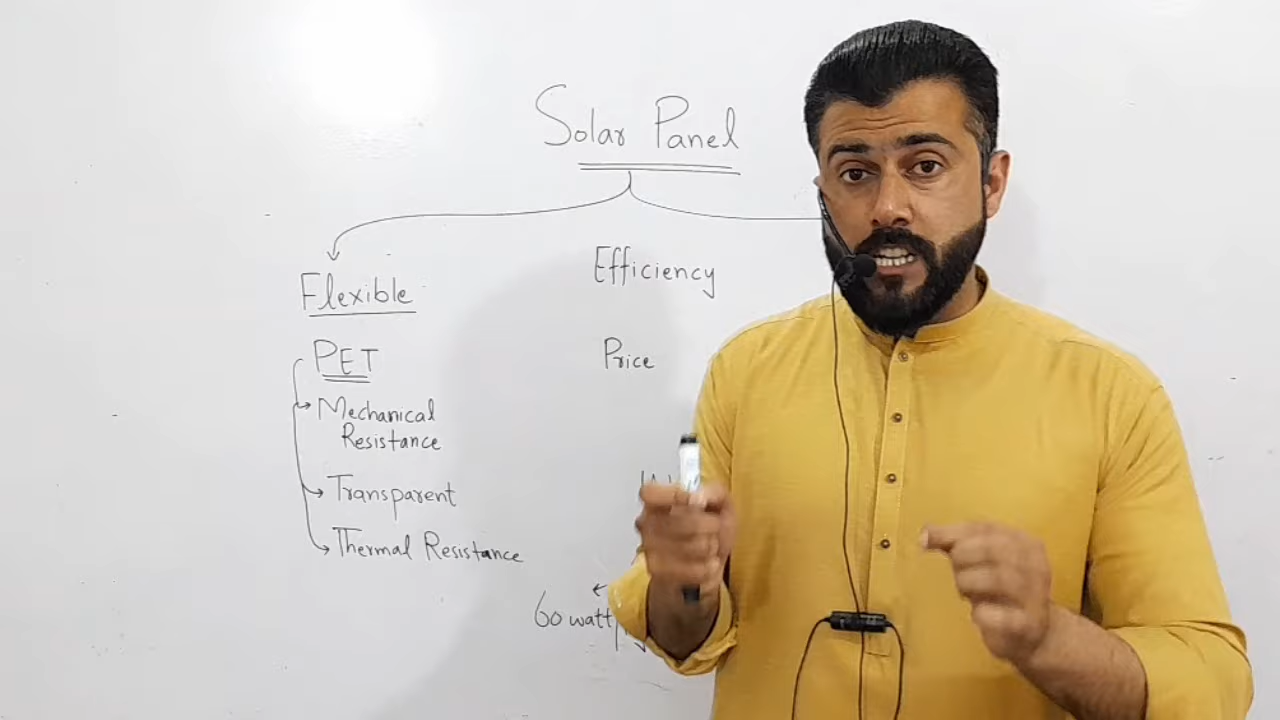 Solar Panel
Flexible
Efficiency
PET
Price
Mechanical
Resistance
Transparent
Thermal Resistance
60 watt